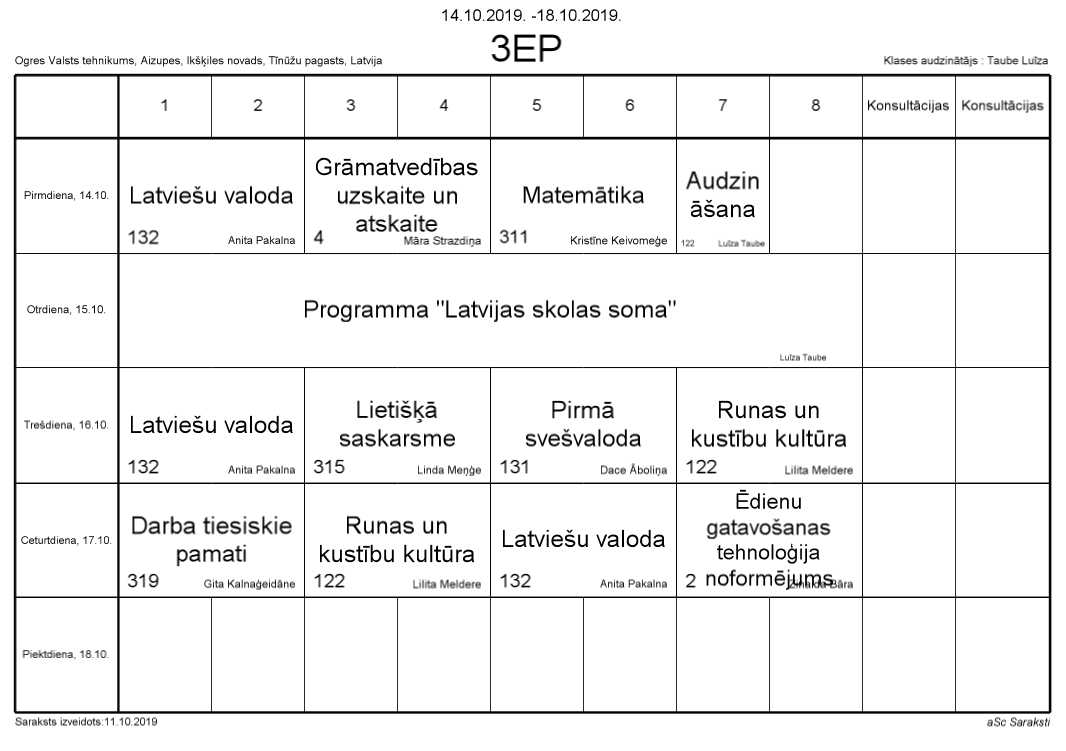 14.10.2019. -18.10.2019.
3EP
Ogres Valsts tehnikums, Aizupes, Ikšķiles novads, Tīnūžu pagasts, Latvija
Klases audzinātājs : Taube Luīza
1 2 3 4 5 6 7 8 Konsultācijas Konsultācijas
Pirmdiena, 14.10.
Latviešu valoda
132 Anita Pakalna
Grāmatvedības
uzskaite un
atskaite
4 Māra Strazdiņa
Matemātika
311 Kristīne Keivomeģe
Audzin
āšana
122 Luīza Taube
Otrdiena, 15.10.
Programma "Latvijas skolas soma"
Luīza Taube
Trešdiena, 16.10.
Latviešu valoda
132 Anita Pakalna
Lietišķā
saskarsme
315 Linda Meņģe
Pirmā
svešvaloda
131 Dace Āboliņa
Runas un
kustību kultūra
122 Lilita Meldere
Ceturtdiena, 17.10.
Darba tiesiskie
pamati
319 Gita Kalnaģeidāne
Runas un
kustību kultūra
122 Lilita Meldere
Latviešu valoda
132 Anita Pakalna
Ēdienu
gatavošanas
tehnoloģija
noformējums
2 Zinaida Bāra
Piektdiena, 18.10.
Saraksts izveidots:11.10.2019
aSc Saraksti